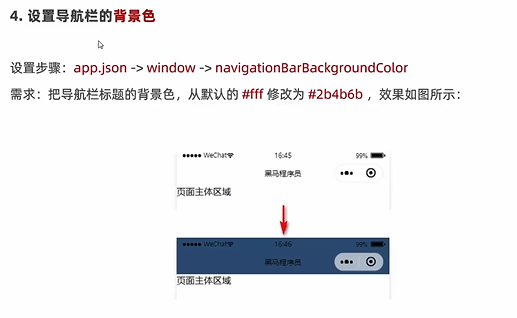 4. 设置导航栏的背景色
设置步骤：app.json -> window -> navigationBarBackgroundColor
需求：把导航栏标题的背景色，从默认的 #fff 修改为 #2b4b6b ，效果如图所示：
●●●●● WeChat 16:45 99%
黑马程序员
页面主体区域
●●●●● WeChat 16:46 99%
黑马程序员
页面主体区域